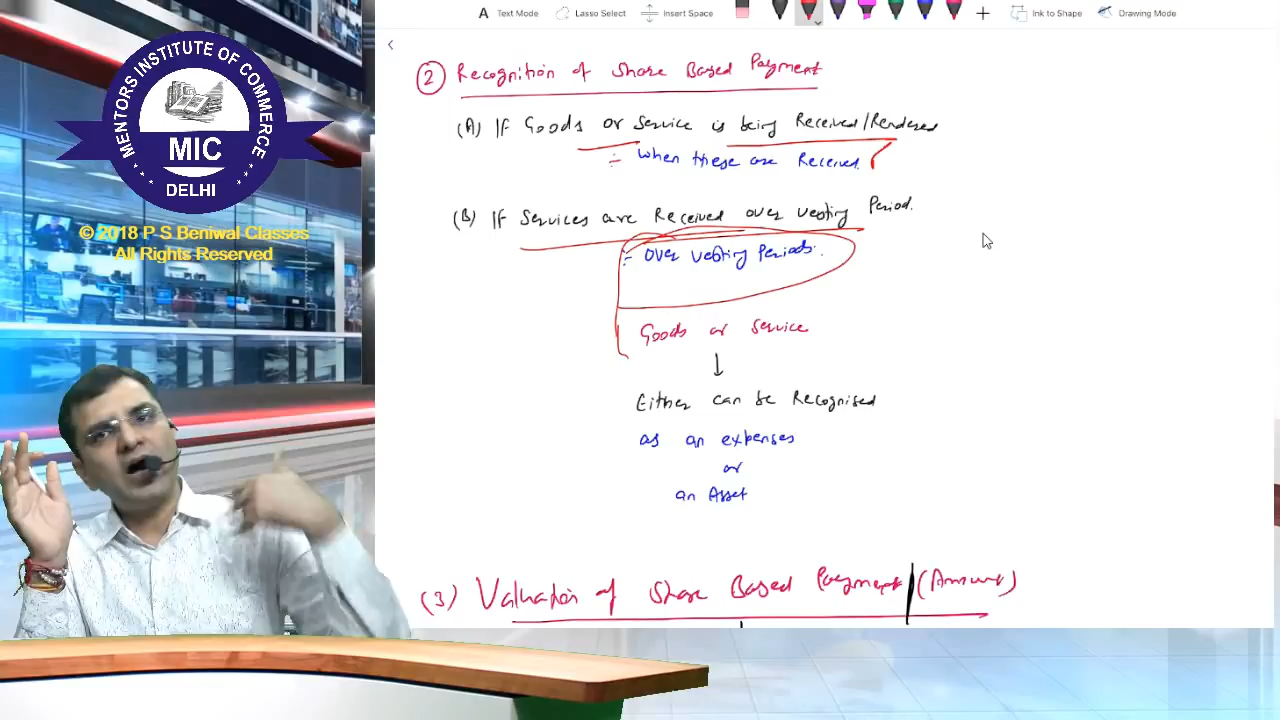 Text Mode
Lasso Select
Insert Space
Ink to Shape
Drawing Mode
MENTORS INSTITUTE OF COMMERCE
MIC
DELHI
© 2018 P S Beniwal Classes
All Rights Reserved
(2) Recognition of Share Based Payment
(A) If Goods or Service is being Received/Rendered
:- when these are Received.
(B) If Services are Received over vesting Period.
:- over vesting Periods.
Goods or Service
Either can be Recognised
as an expenses
or
an Asset
(3) Valuation of Share Based Payment (Amount)